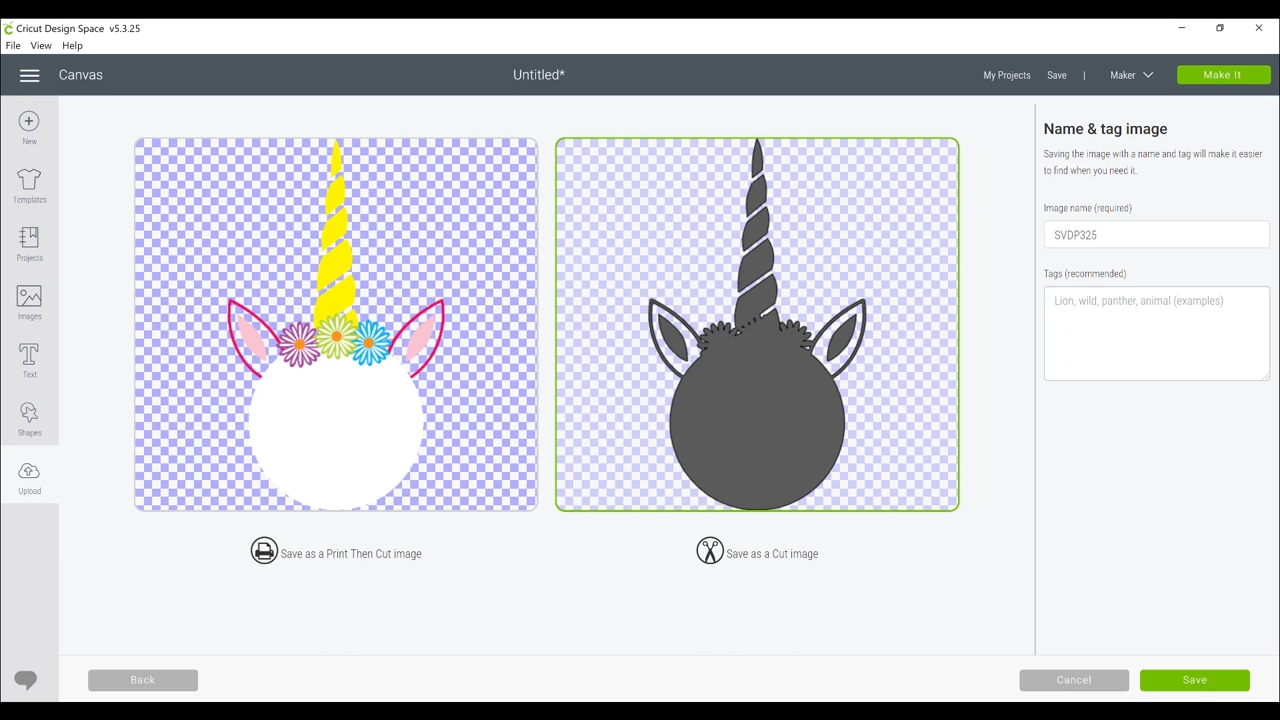 Cricut Design Space v5.3.25
File View Help
Canvas
Untitled*
My Projects Save | Maker Make It
New
Templates
Projects
Images
Text
Shapes
Upload
Save as a Print Then Cut image
Save as a Cut image
Name & tag image
Saving the image with a name and tag will make it easier
to find when you need it.
Image name (required)
SVDP325
Tags (recommended)
Lion, wild, panther, animal (examples)
Back
Cancel
Save